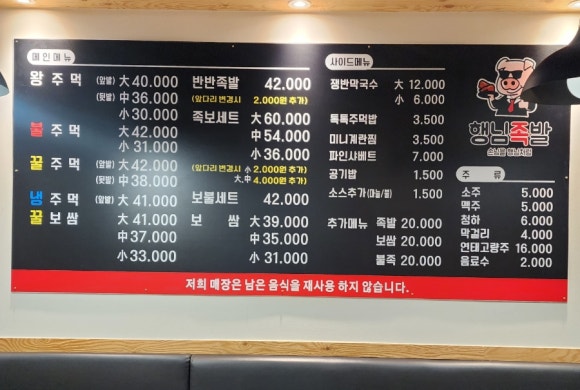 메인메뉴
왕 주먹 (앞발) 大 40.000
(뒷발) 中 36.000
小 30.000
불 주먹 大 42.000
小 31.000
꿀 주먹 (앞발) 大 42.000
(뒷발) 中 38.000
냉 주먹 (앞발) 大 41.000
꿀 보쌈 大 41.000
中 37.000
小 33.000
반반족발 42.000
(앞다리 변경시 2.000원 추가)
족보세트 大 60.000
中 54.000
小 36.000
(앞다리 변경시 小 2.000원 추가
大,中 4.000원 추가)
보불세트 42.000
보 쌈 大 39.000
中 35.000
小 31.000
사이드메뉴
쟁반막국수 大 12.000
小 6.000
톡톡주먹밥 3.500
미니계란찜 3.500
파인샤베트 7.000
공기밥 1.500
소스추가(마늘/불) 1.500
추가메뉴 족발 20.000
보쌈 20.000
불족 20.000
행님족발
손님을 행님처럼
주 류
소주 5.000
맥주 5.000
청하 6.000
막걸리 4.000
연태고량주 16.000
음료수 2.000
저희 매장은 남은 음식을 재사용 하지 않습니다.